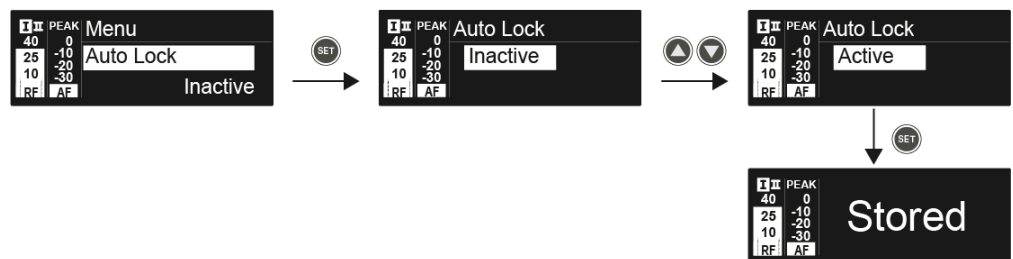 I II PEAK Menu
40 0
25 -10 Auto Lock
10 -20
-30
RF AF Inactive
SET
I II PEAK Auto Lock
40 0
25 -10 Inactive
10 -20
-30
RF AF
I II PEAK Auto Lock
40 0
25 -10 Active
10 -20
-30
RF AF
SET
I II PEAK
40 0
25 -10 Stored
10 -20
-30
RF AF